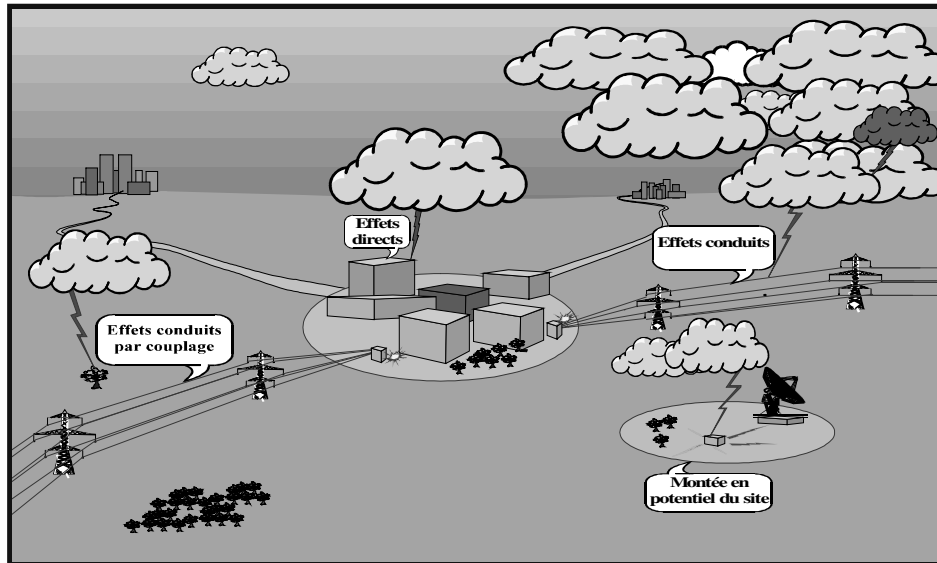 Effets
directs
Effets conduits
Effets conduits
par couplage
Montée en
potentiel du site